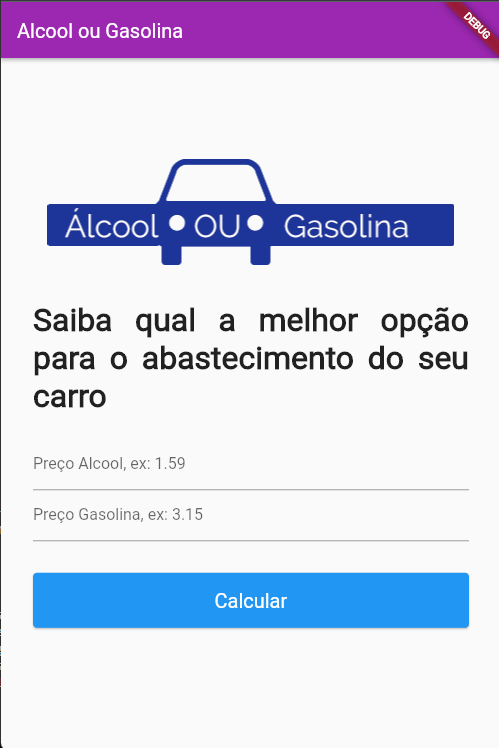 Alcool ou Gasolina
DEBUG
Álcool OU Gasolina
Saiba qual a melhor opção
para o abastecimento do seu
carro
Preço Alcool, ex: 1.59
Preço Gasolina, ex: 3.15
Calcular